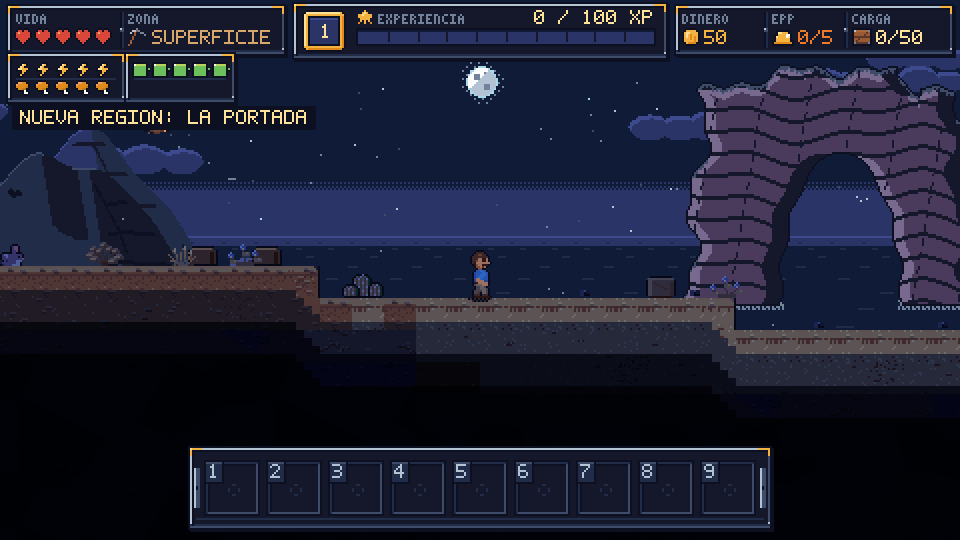 VIDA
ZONA
SUPERFICIE
1
EXPERIENCIA
0 / 100 XP
DINERO
50
EPP
0/5
CARGA
0/50
NUEVA REGION: LA PORTADA
1 2 3 4 5 6 7 8 9